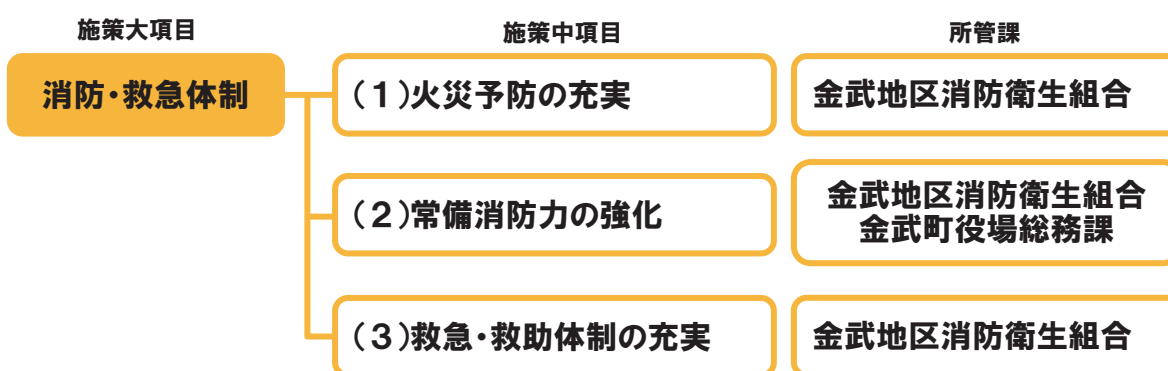 施策大項目
施策中項目
所管課
消防・救急体制
（1）火災予防の充実
金武地区消防衛生組合
（2）常備消防力の強化
金武地区消防衛生組合
金武町役場総務課
（3）救急・救助体制の充実
金武地区消防衛生組合